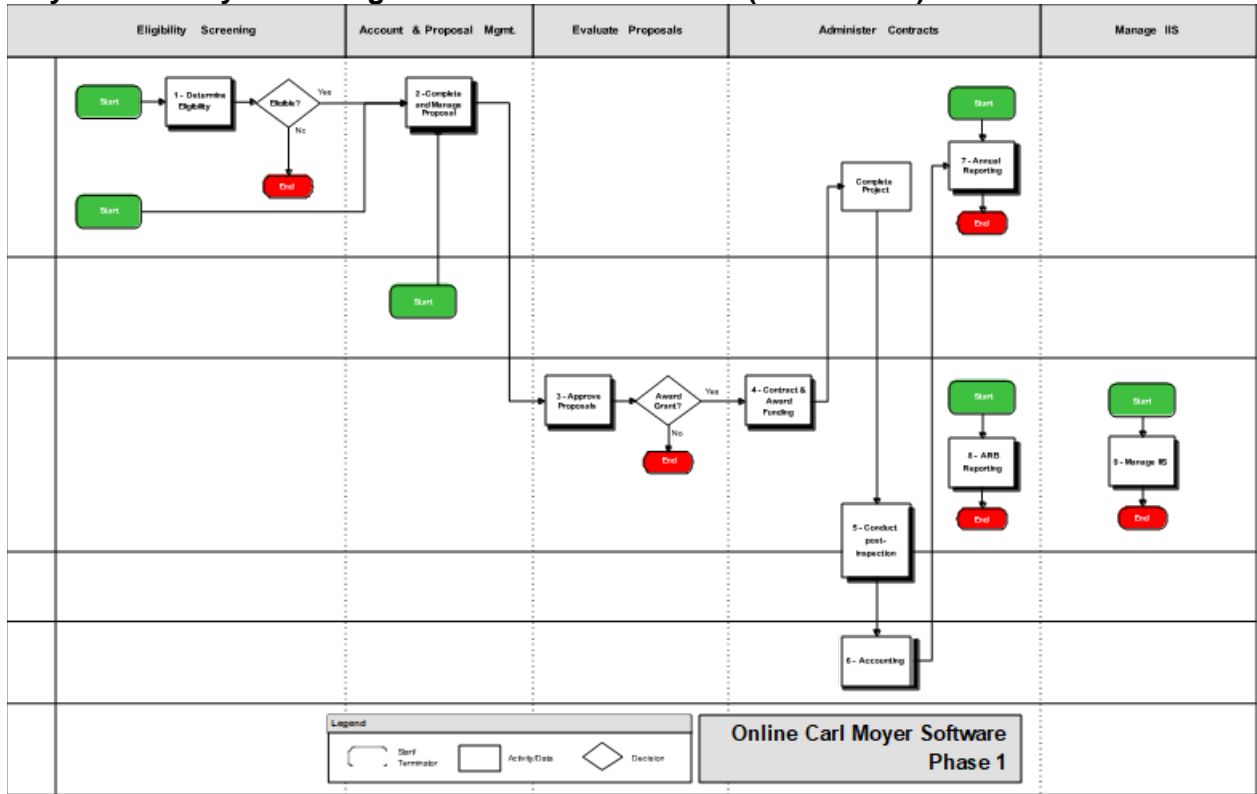 Eligibility Screening
Account & Proposal Mgmt.
Evaluate Proposals
Administer Contracts
Manage IIS
Start
1 - Determine
Eligibility
Eligible?
Yes
No
End
Start
2 - Complete
and Manage
Proposal
Start
3 - Approve
Proposals
Award
Grant?
Yes
No
End
4 - Contract &
Award
Funding
Complete
Project
5 - Conduct
post-
inspection
6 - Accounting
Start
7 - Annual
Reporting
End
Start
8 - ARB
Reporting
End
Start
9 - Manage IIS
End
Legend
Start/
Terminator
Activity/Data
Decision
Online Carl Moyer Software
Phase 1